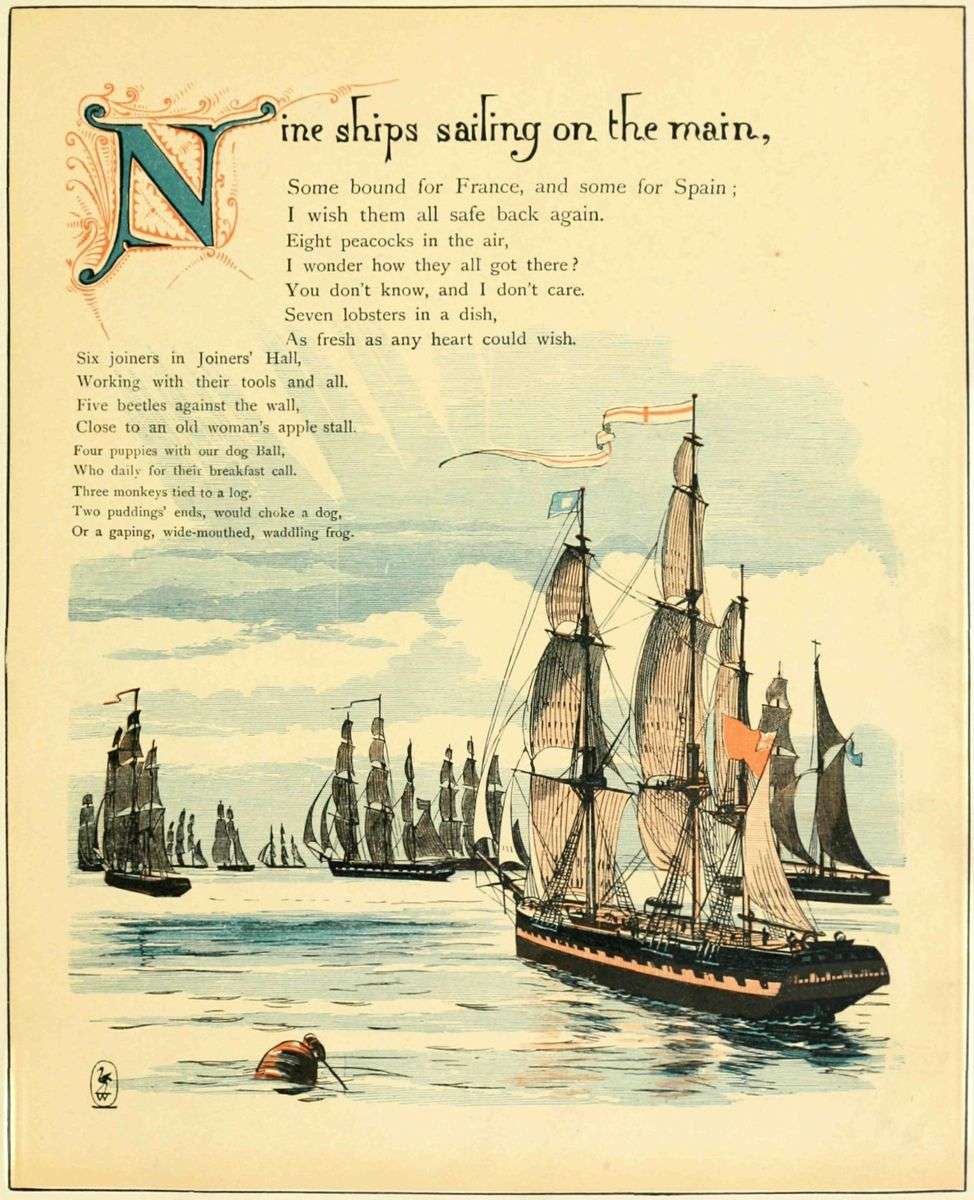 Nine ships sailing on the main,
Some bound for France, and some for Spain;
I wish them all safe back again.
Eight peacocks in the air,
I wonder how they all got there?
You don't know, and I don't care.
Seven lobsters in a dish,
As fresh as any heart could wish.
Six joiners in Joiners' Hall,
Working with their tools and all.
Five beetles against the wall,
Close to an old woman's apple stall.
Four puppies with our dog Ball,
Who daily for their breakfast call.
Three monkeys tied to a log.
Two puddings' ends, would choke a dog,
Or a gaping, wide-mouthed, waddling frog.
W